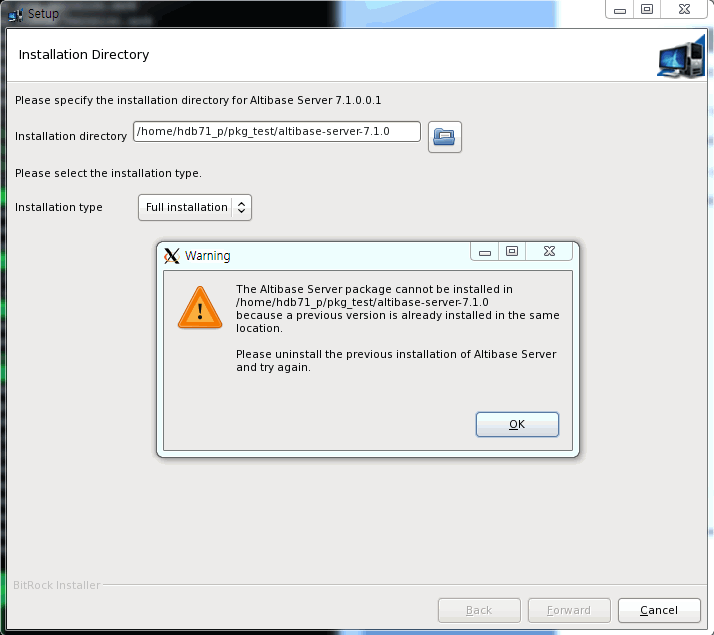 Setup
Installation Directory
Please specify the installation directory for Altibase Server 7.1.0.0.1
Installation directory /home/hdb71_p/pkg_test/altibase-server-7.1.0
Please select the installation type.
Installation type Full installation
Warning
The Altibase Server package cannot be installed in
/home/hdb71_p/pkg_test/altibase-server-7.1.0
because a previous version is already installed in the same
location.
Please uninstall the previous installation of Altibase Server
and try again.
OK
BitRock Installer
Back Forward Cancel